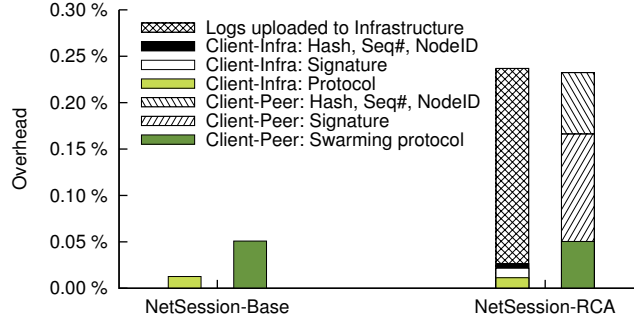 0.30 %
0.25 %
0.20 %
0.15 %
0.10 %
0.05 %
0.00 %
Overhead
Logs uploaded to Infrastructure
Client-Infra: Hash, Seq#, NodeID
Client-Infra: Signature
Client-Infra: Protocol
Client-Peer: Hash, Seq#, NodeID
Client-Peer: Signature
Client-Peer: Swarming protocol
NetSession-Base
NetSession-RCA